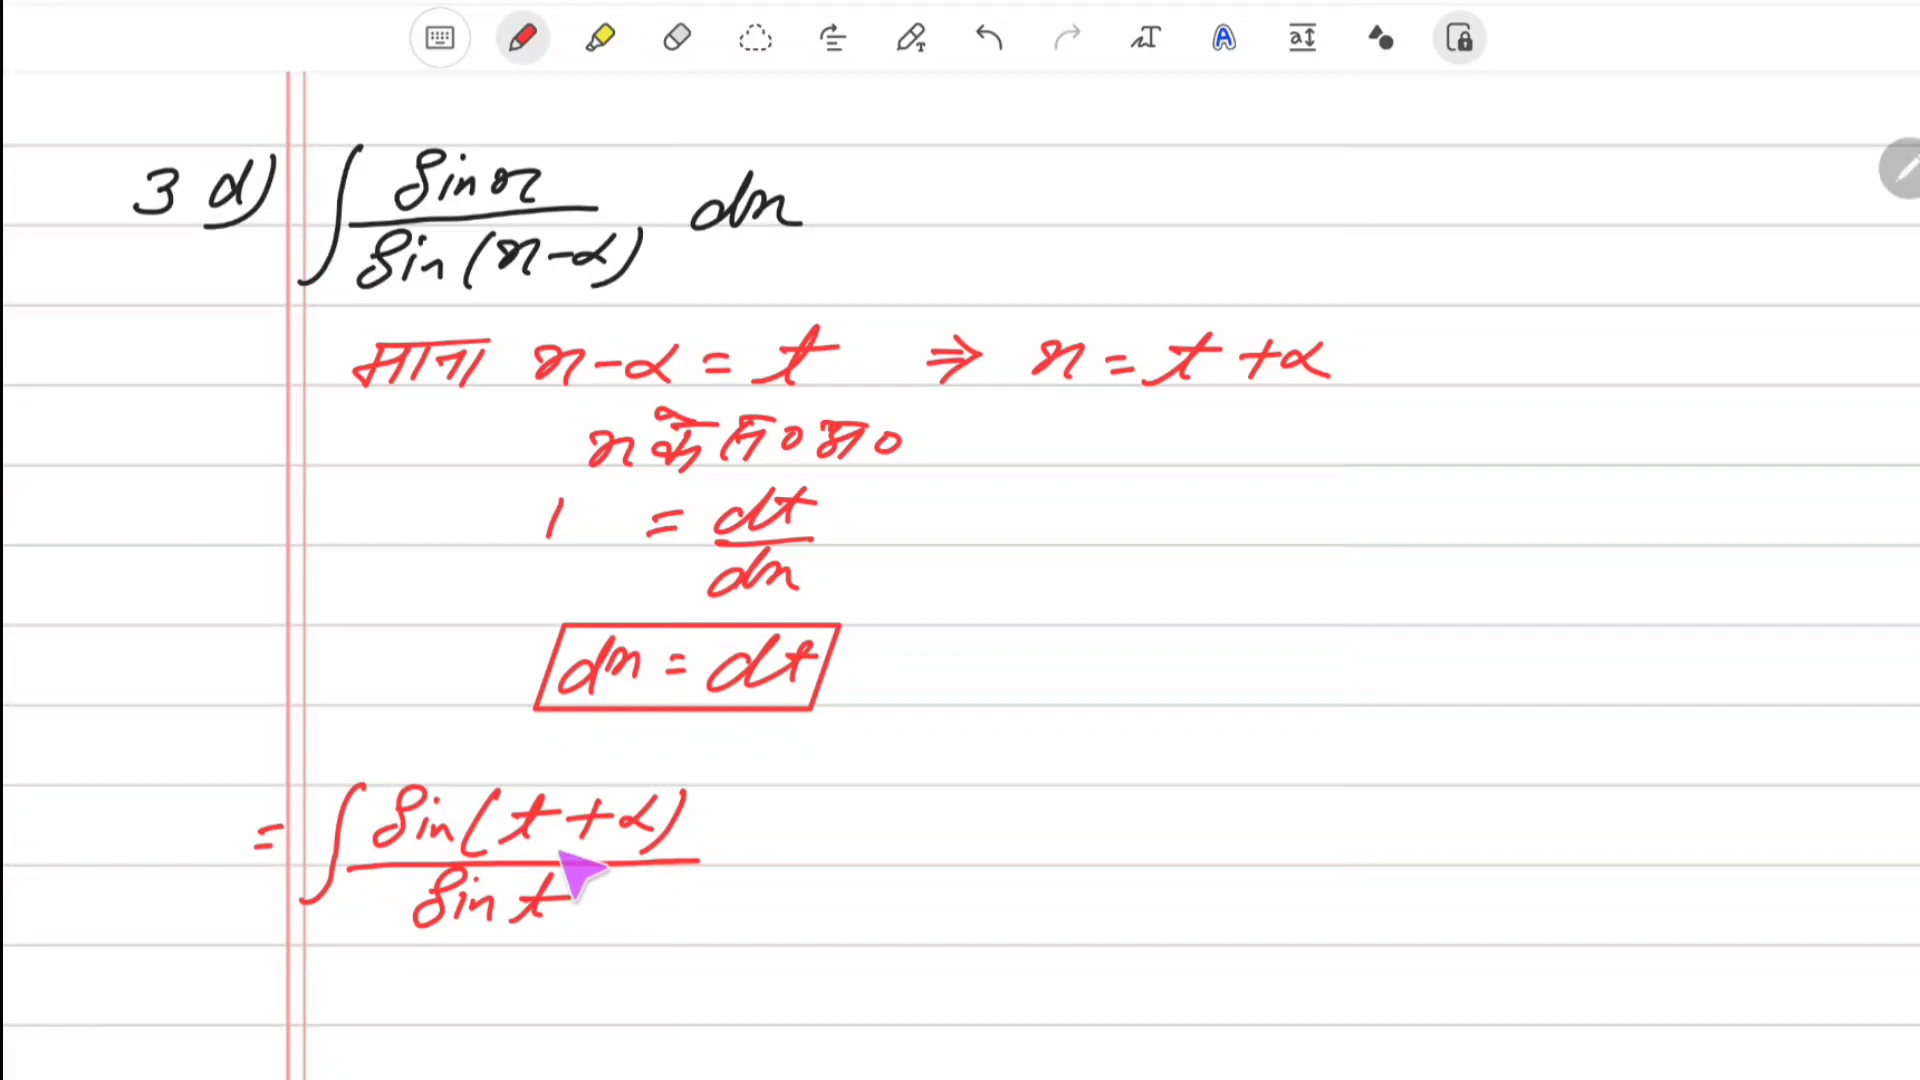 3 d) ∫ sin x / sin(x-α) dx
माना x-α = t ⇒ x = t+α
x के सा० अ०
1 = dt/dx
dx = dt
= ∫ sin(t+α) / sin t